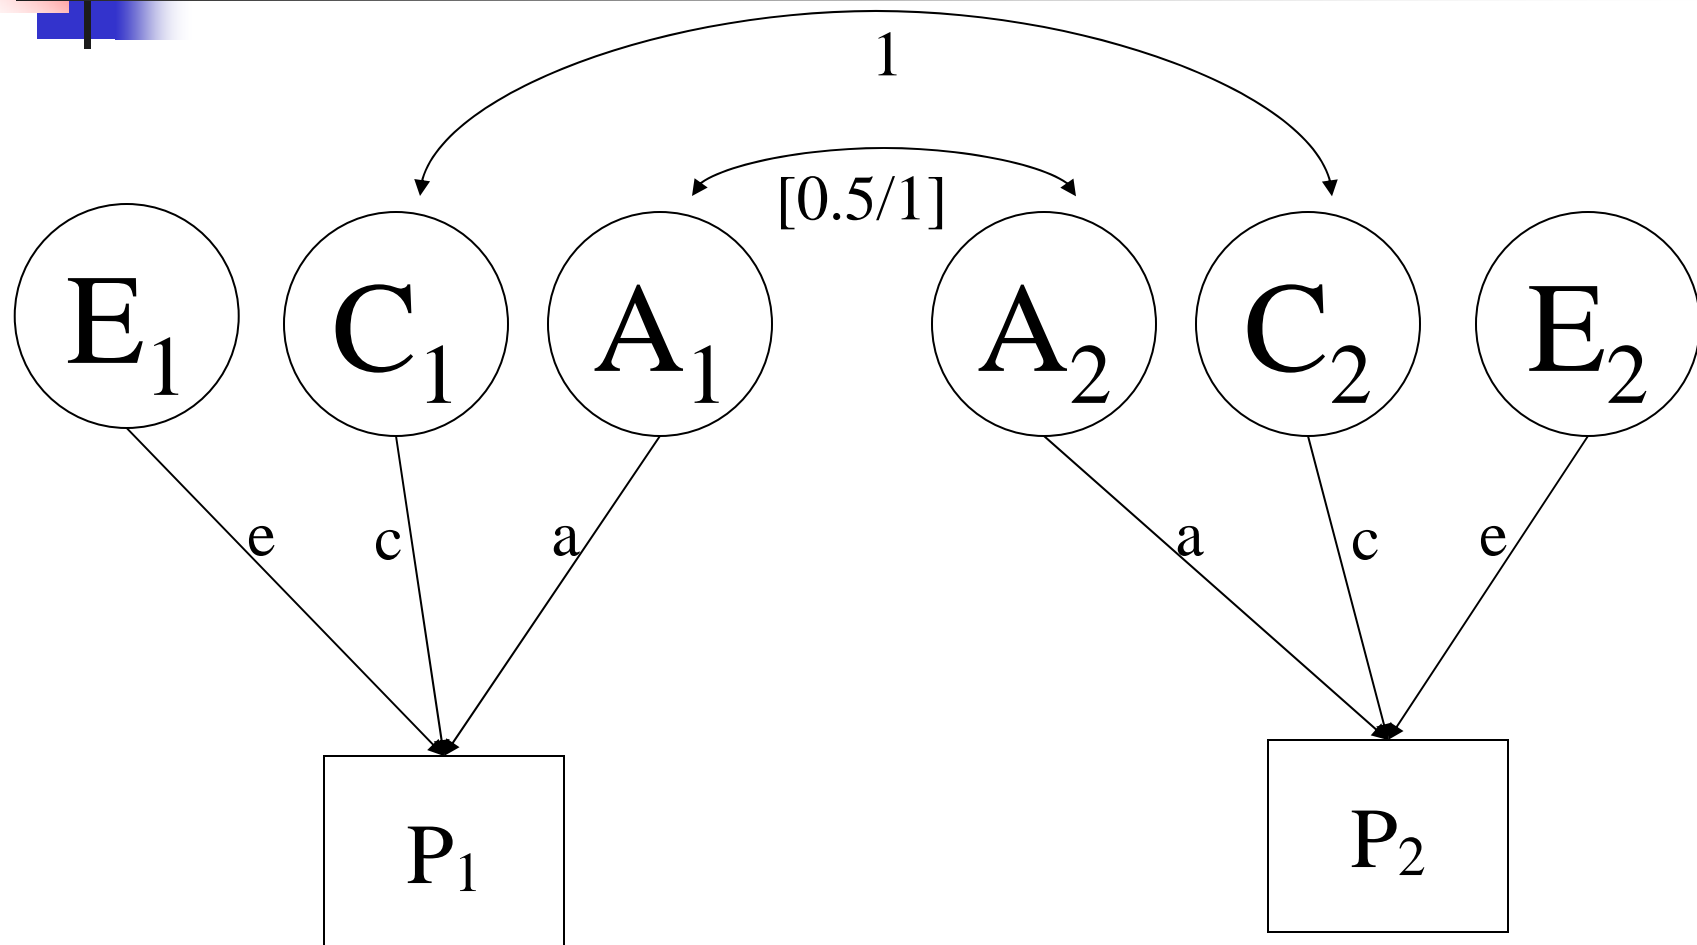 1
[0.5/1]
E₁ C₁ A₁ A₂ C₂ E₂
e c a a c e
P₁ P₂